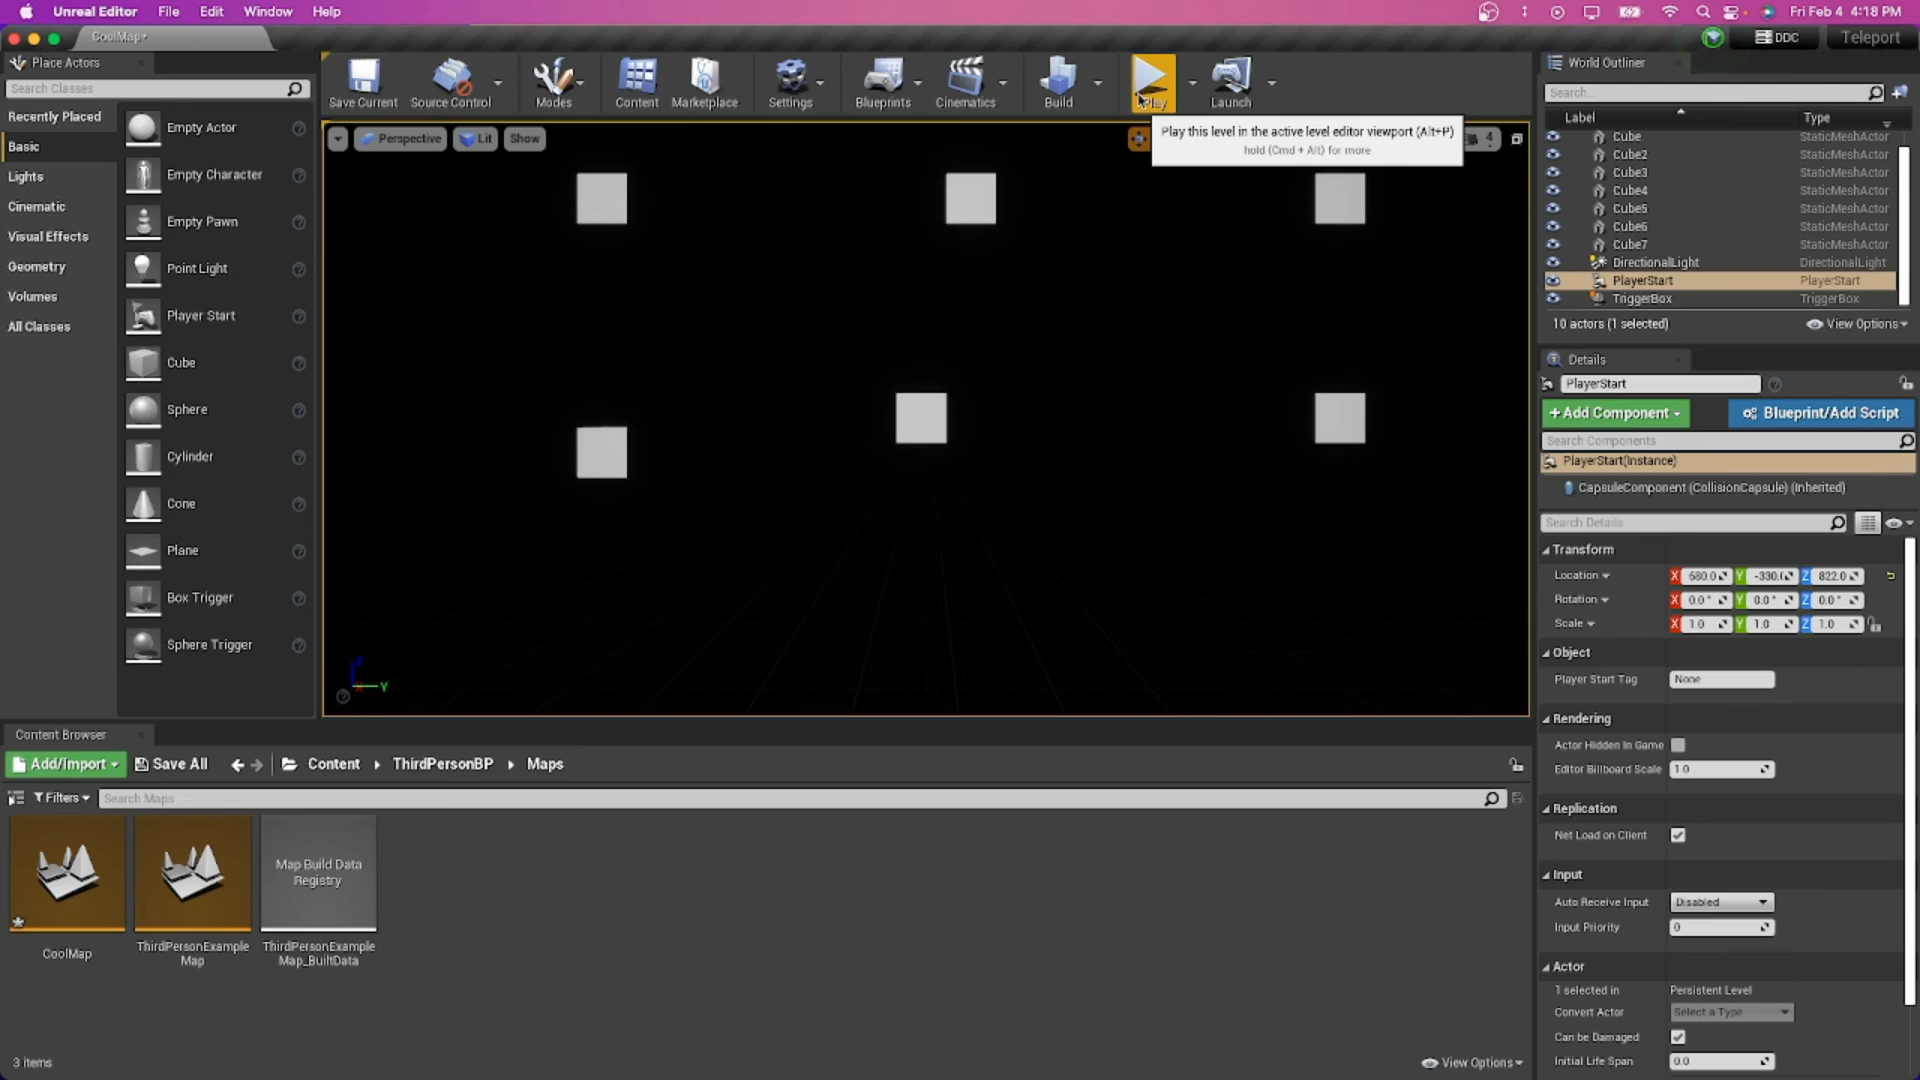 Unreal Editor File Edit Window Help
Fri Feb 4 4:18 PM
CoolMap*
DDC
Teleport
Place Actors
Search Classes
Recently Placed
Basic
Lights
Cinematic
Visual Effects
Geometry
Volumes
All Classes
Empty Actor
Empty Character
Empty Pawn
Point Light
Player Start
Cube
Sphere
Cylinder
Cone
Plane
Box Trigger
Sphere Trigger
Save Current
Source Control
Modes
Content
Marketplace
Settings
Blueprints
Cinematics
Build
Play
Launch
Perspective
Lit
Show
4
Play this level in the active level editor viewport (Alt+P)
hold (Cmd + Alt) for more
Z
X
Y
World Outliner
Search...
Label Type
Cube StaticMeshActor
Cube2 StaticMeshActor
Cube3 StaticMeshActor
Cube4 StaticMeshActor
Cube5 StaticMeshActor
Cube6 StaticMeshActor
Cube7 StaticMeshActor
DirectionalLight DirectionalLight
PlayerStart PlayerStart
TriggerBox TriggerBox
10 actors (1 selected)
View Options
Details
PlayerStart
+Add Component
Blueprint/Add Script
Search Components
PlayerStart(Instance)
CapsuleComponent (CollisionCapsule) (Inherited)
Search Details
Transform
Location X 680.0 Y -330.( Z 822.0
Rotation X 0.0° Y 0.0° Z 0.0°
Scale X 1.0 Y 1.0 Z 1.0
Object
Player Start Tag None
Rendering
Actor Hidden In Game
Editor Billboard Scale 1.0
Replication
Net Load on Client
Input
Auto Receive Input Disabled
Input Priority 0
Actor
1 selected in Persistent Level
Convert Actor Select a Type
Can be Damaged
Initial Life Span 0.0
Content Browser
Add/Import
Save All
Content
ThirdPersonBP
Maps
Filters
Search Maps
CoolMap
ThirdPersonExample
Map
Map Build Data
Registry
ThirdPersonExample
Map_BuiltData
3 items
View Options